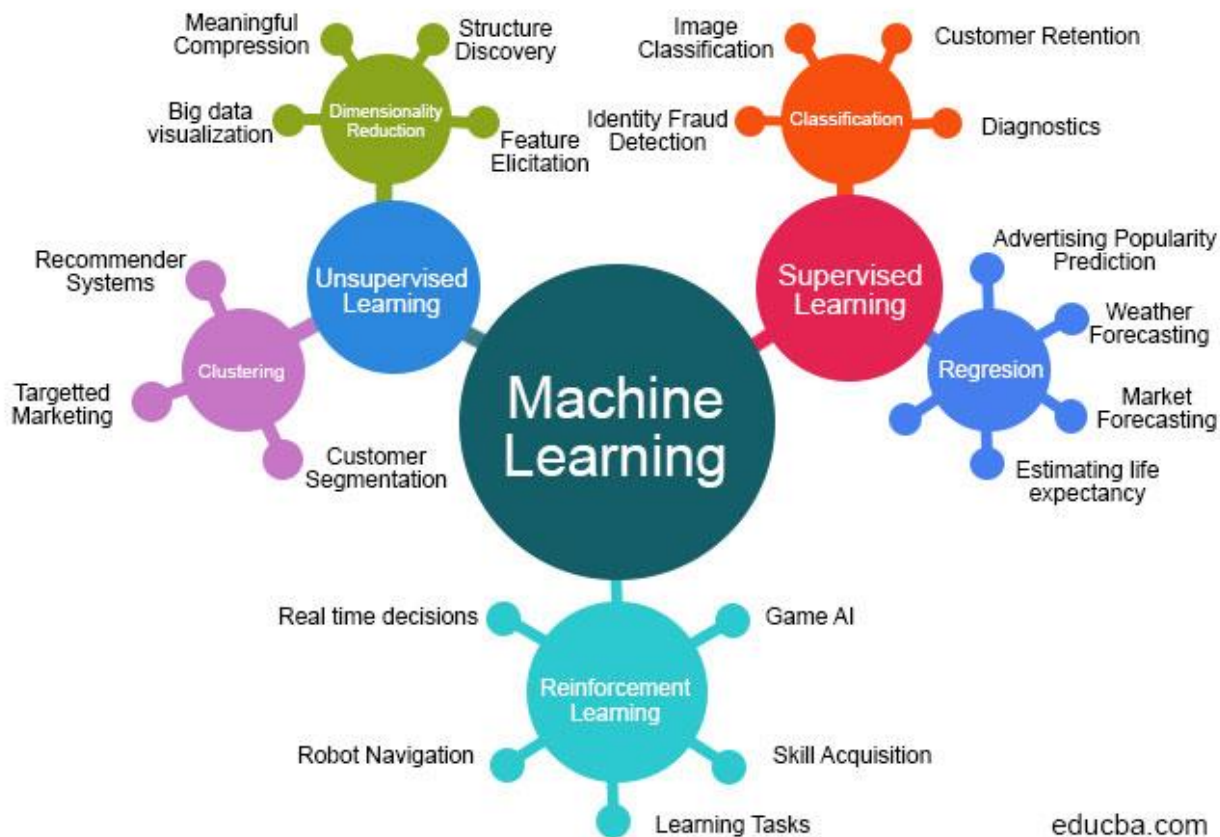 Meaningful
Compression
Structure
Discovery
Big data
visualization
Dimensionality
Reduction
Feature
Elicitation
Image
Classification
Customer Retention
Identity Fraud
Detection
Classification
Diagnostics
Recommender
Systems
Unsupervised
Learning
Clustering
Targetted
Marketing
Customer
Segmentation
Machine
Learning
Supervised
Learning
Advertising Popularity
Prediction
Weather
Forecasting
Regresion
Market
Forecasting
Estimating life
expectancy
Real time decisions
Game AI
Reinforcement
Learning
Robot Navigation
Skill Acquisition
Learning Tasks
educba.com